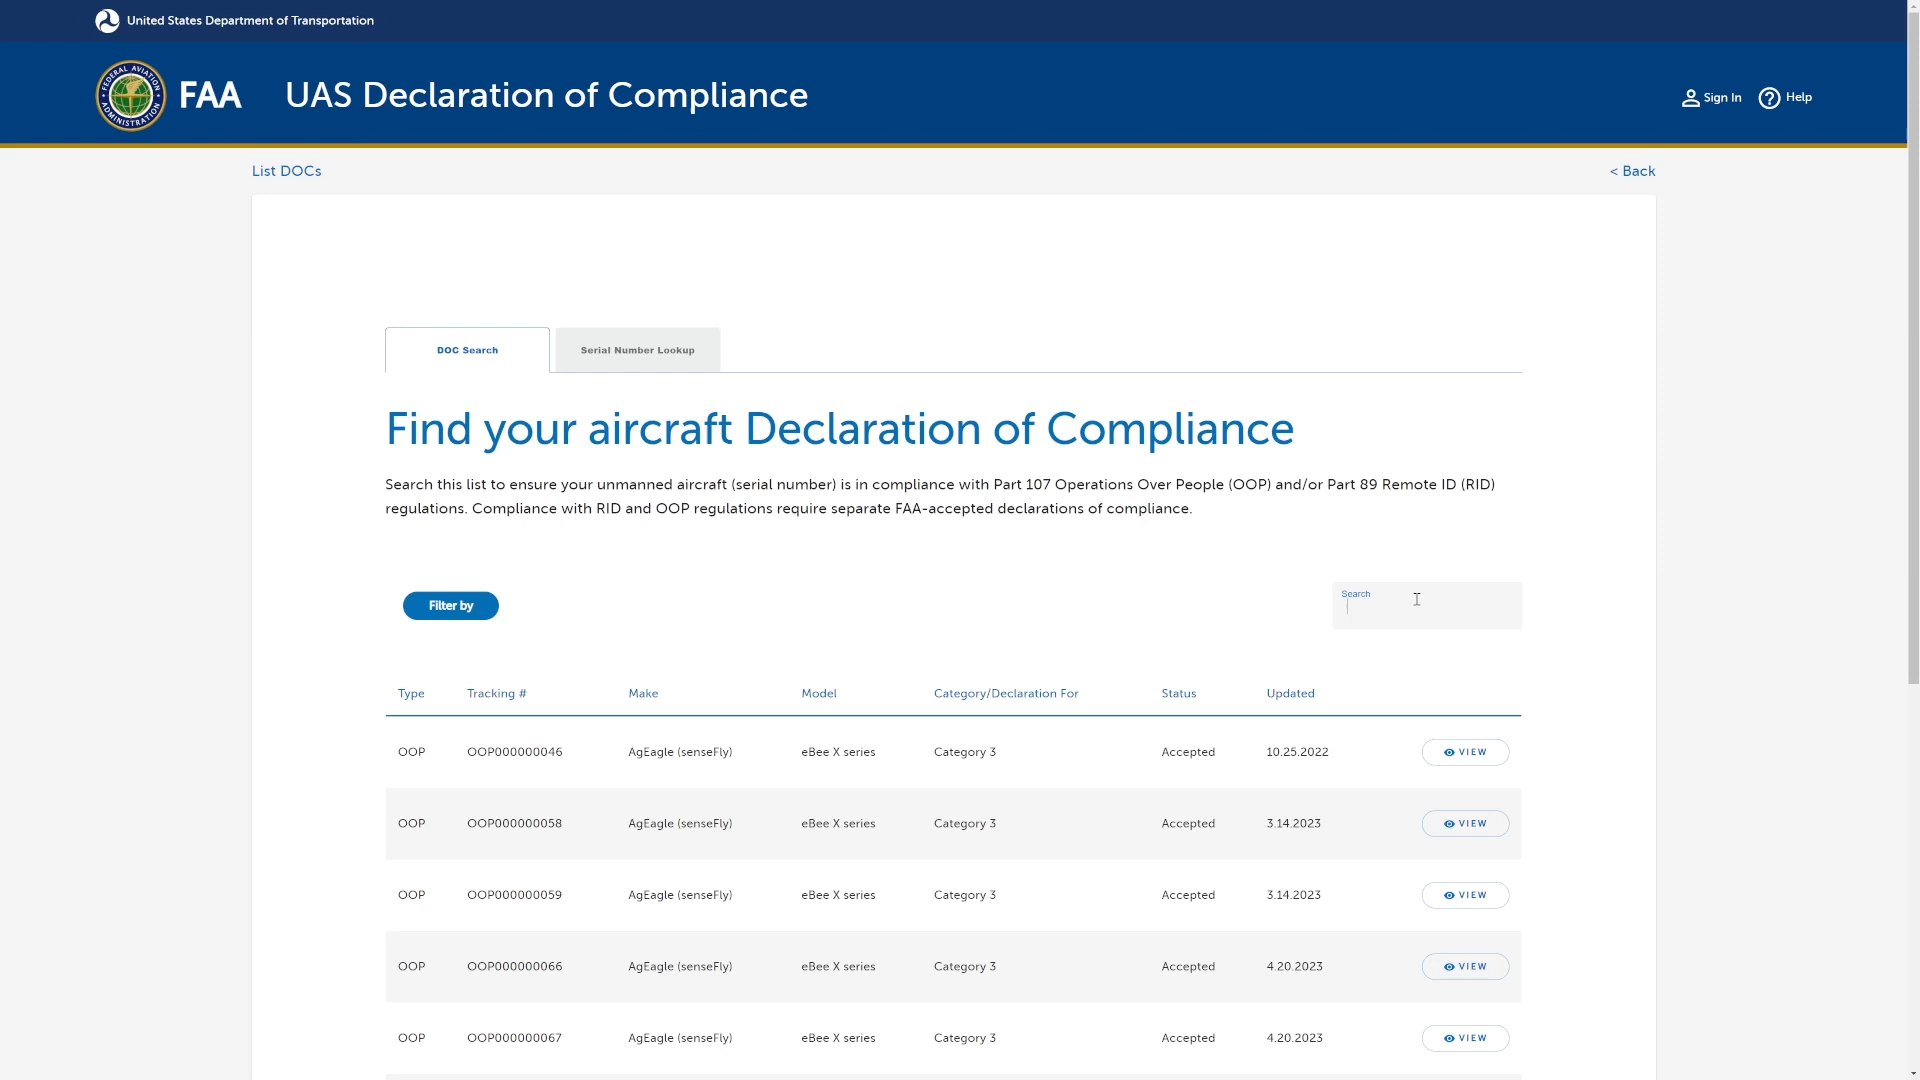 United States Department of Transportation
FEDERAL AVIATION ADMINISTRATION
FAA
UAS Declaration of Compliance
Sign In
Help
List DOCs
< Back
DOC Search
Serial Number Lookup
Find your aircraft Declaration of Compliance
Search this list to ensure your unmanned aircraft (serial number) is in compliance with Part 107 Operations Over People (OOP) and/or Part 89 Remote ID (RID)
regulations. Compliance with RID and OOP regulations require separate FAA-accepted declarations of compliance.
Filter by
Search
Type Tracking # Make Model Category/Declaration For Status Updated
OOP OOP000000046 AgEagle (senseFly) eBee X series Category 3 Accepted 10.25.2022 VIEW
OOP OOP000000058 AgEagle (senseFly) eBee X series Category 3 Accepted 3.14.2023 VIEW
OOP OOP000000059 AgEagle (senseFly) eBee X series Category 3 Accepted 3.14.2023 VIEW
OOP OOP000000066 AgEagle (senseFly) eBee X series Category 3 Accepted 4.20.2023 VIEW
OOP OOP000000067 AgEagle (senseFly) eBee X series Category 3 Accepted 4.20.2023 VIEW